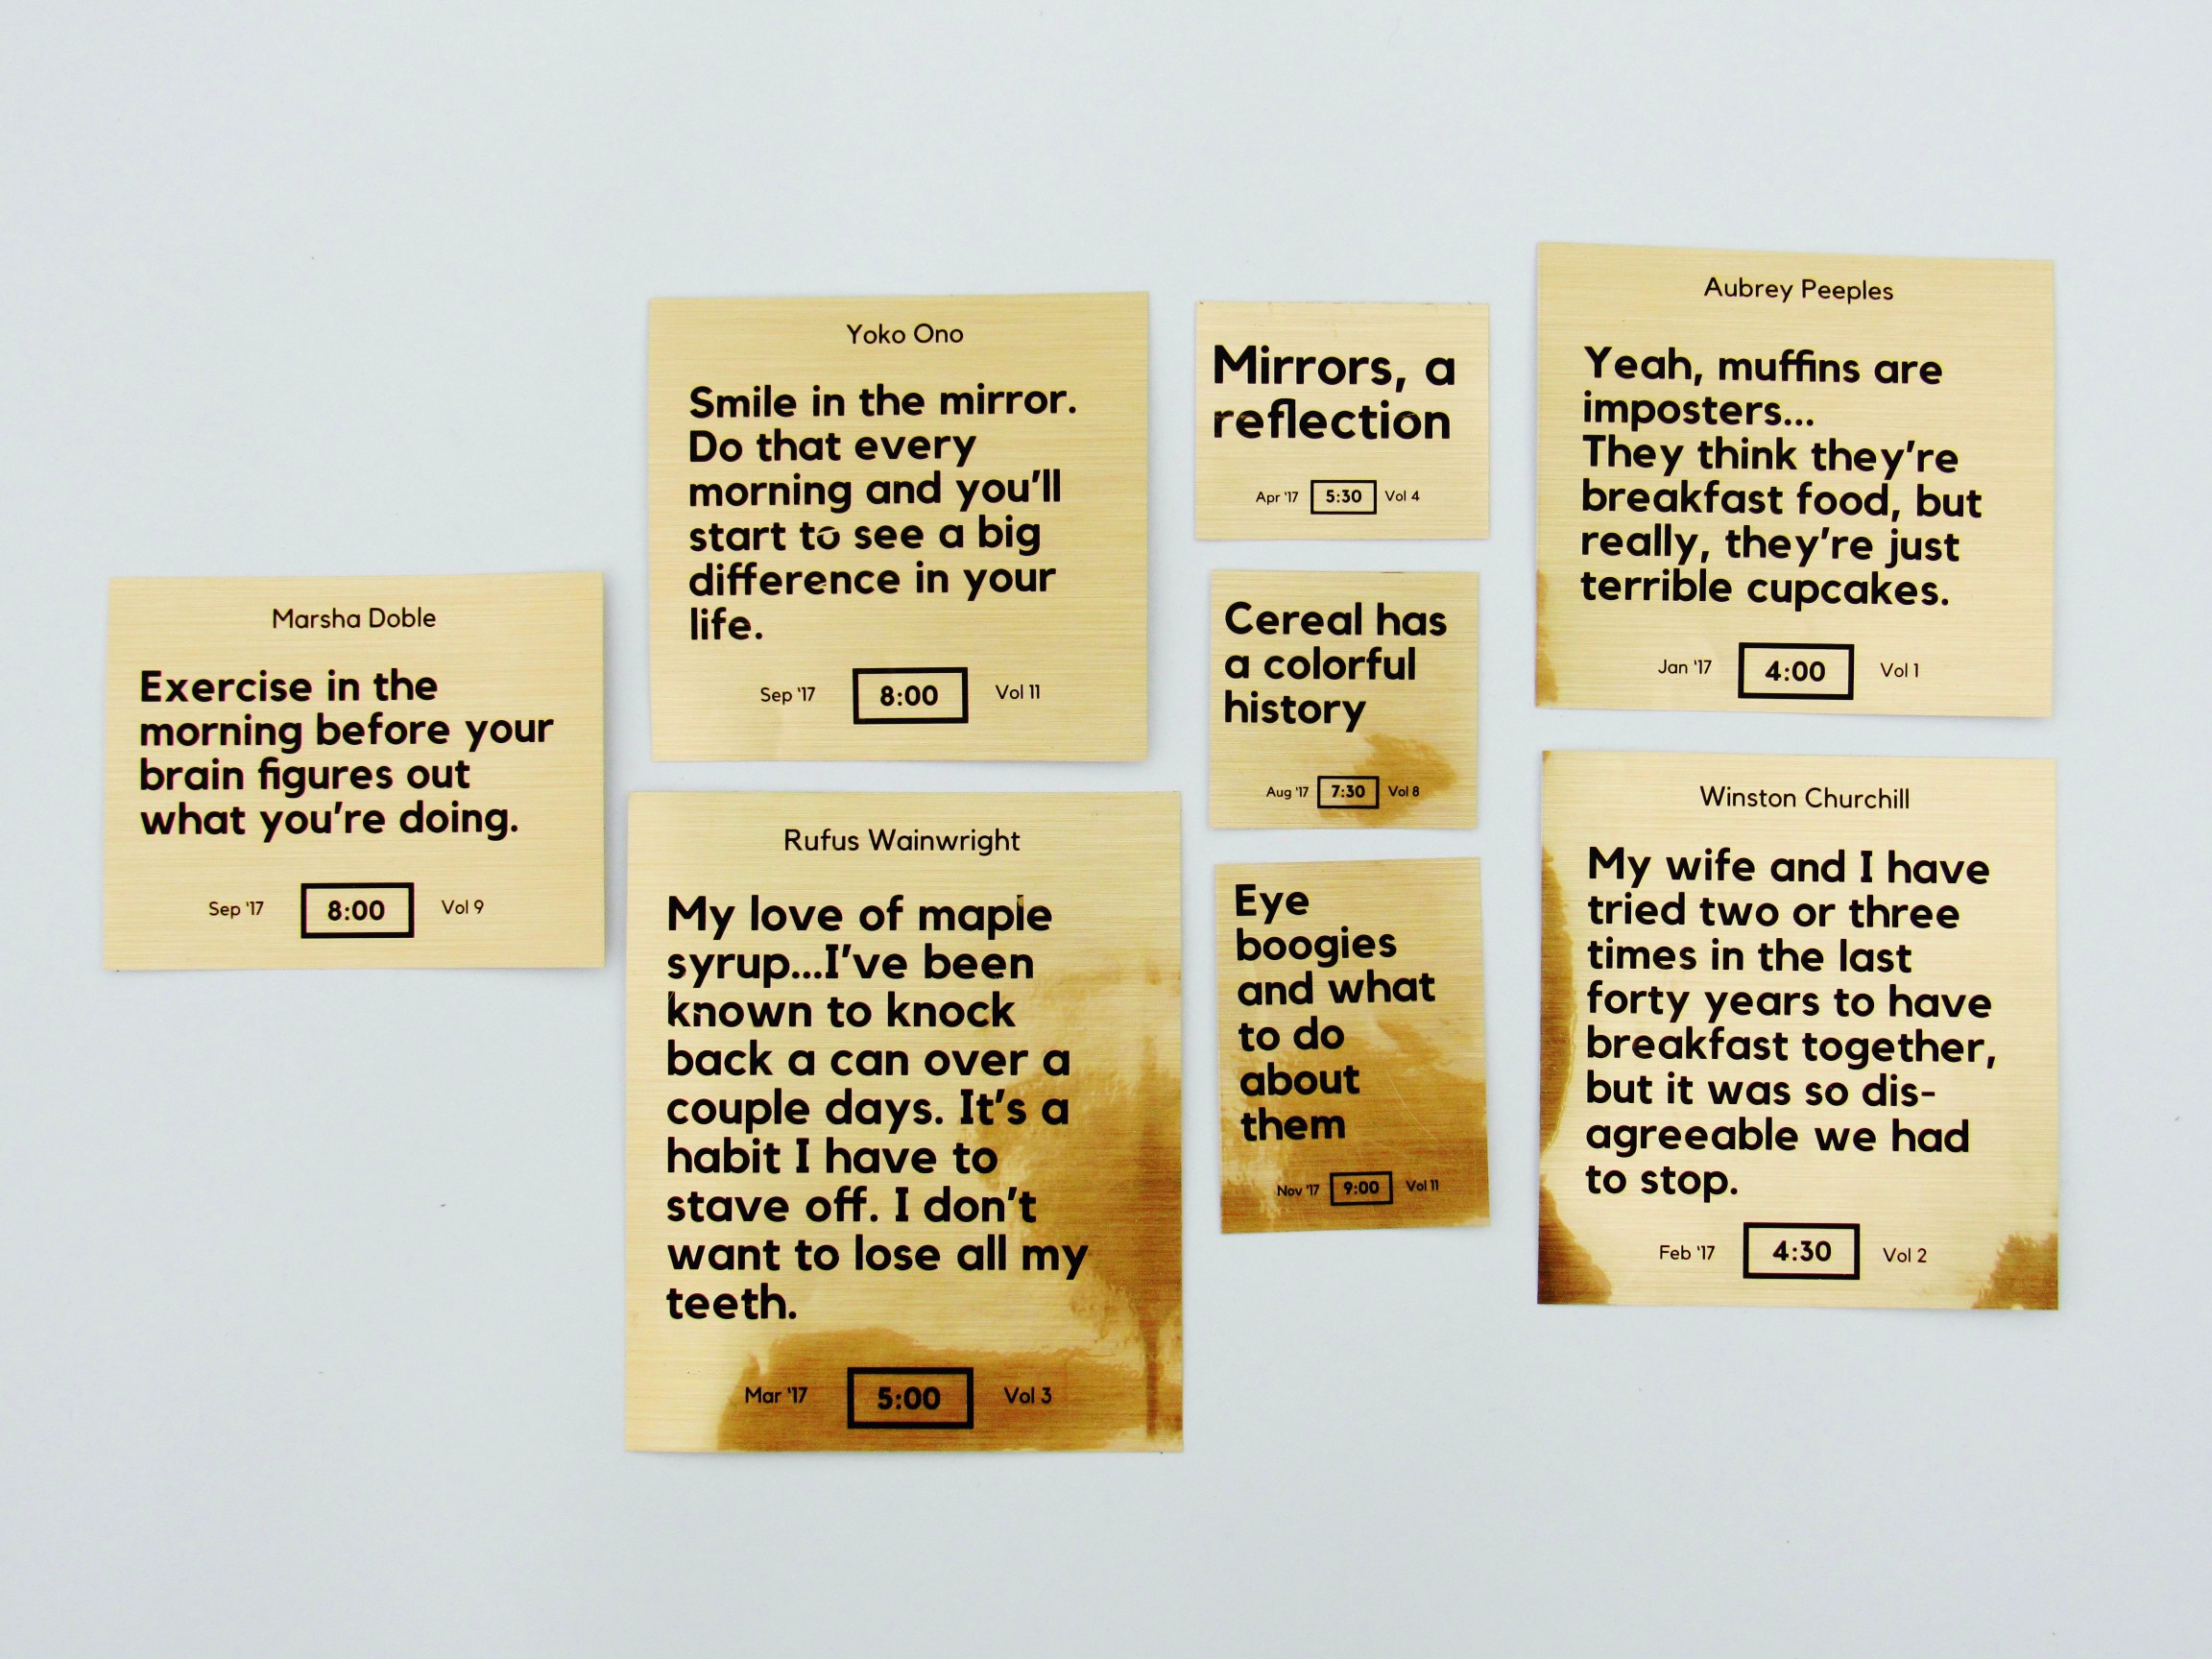 Marsha Doble
Exercise in the
morning before your
brain figures out
what you're doing.
Sep '17 8:00 Vol 9
Yoko Ono
Smile in the mirror.
Do that every
morning and you'll
start to see a big
difference in your
life.
Sep '17 8:00 Vol 11
Rufus Wainwright
My love of maple
syrup...I've been
known to knock
back a can over a
couple days. It's a
habit I have to
stave off. I don't
want to lose all my
teeth.
Mar '17 5:00 Vol 3
Mirrors, a
reflection
Apr '17 5:30 Vol 4
Cereal has
a colorful
history
Aug '17 7:30 Vol 8
Eye
boogies
and what
to do
about
them
Nov '17 9:00 Vol 11
Aubrey Peeples
Yeah, muffins are
imposters...
They think they're
breakfast food, but
really, they're just
terrible cupcakes.
Jan '17 4:00 Vol 1
Winston Churchill
My wife and I have
tried two or three
times in the last
forty years to have
breakfast together,
but it was so dis-
agreeable we had
to stop.
Feb '17 4:30 Vol 2